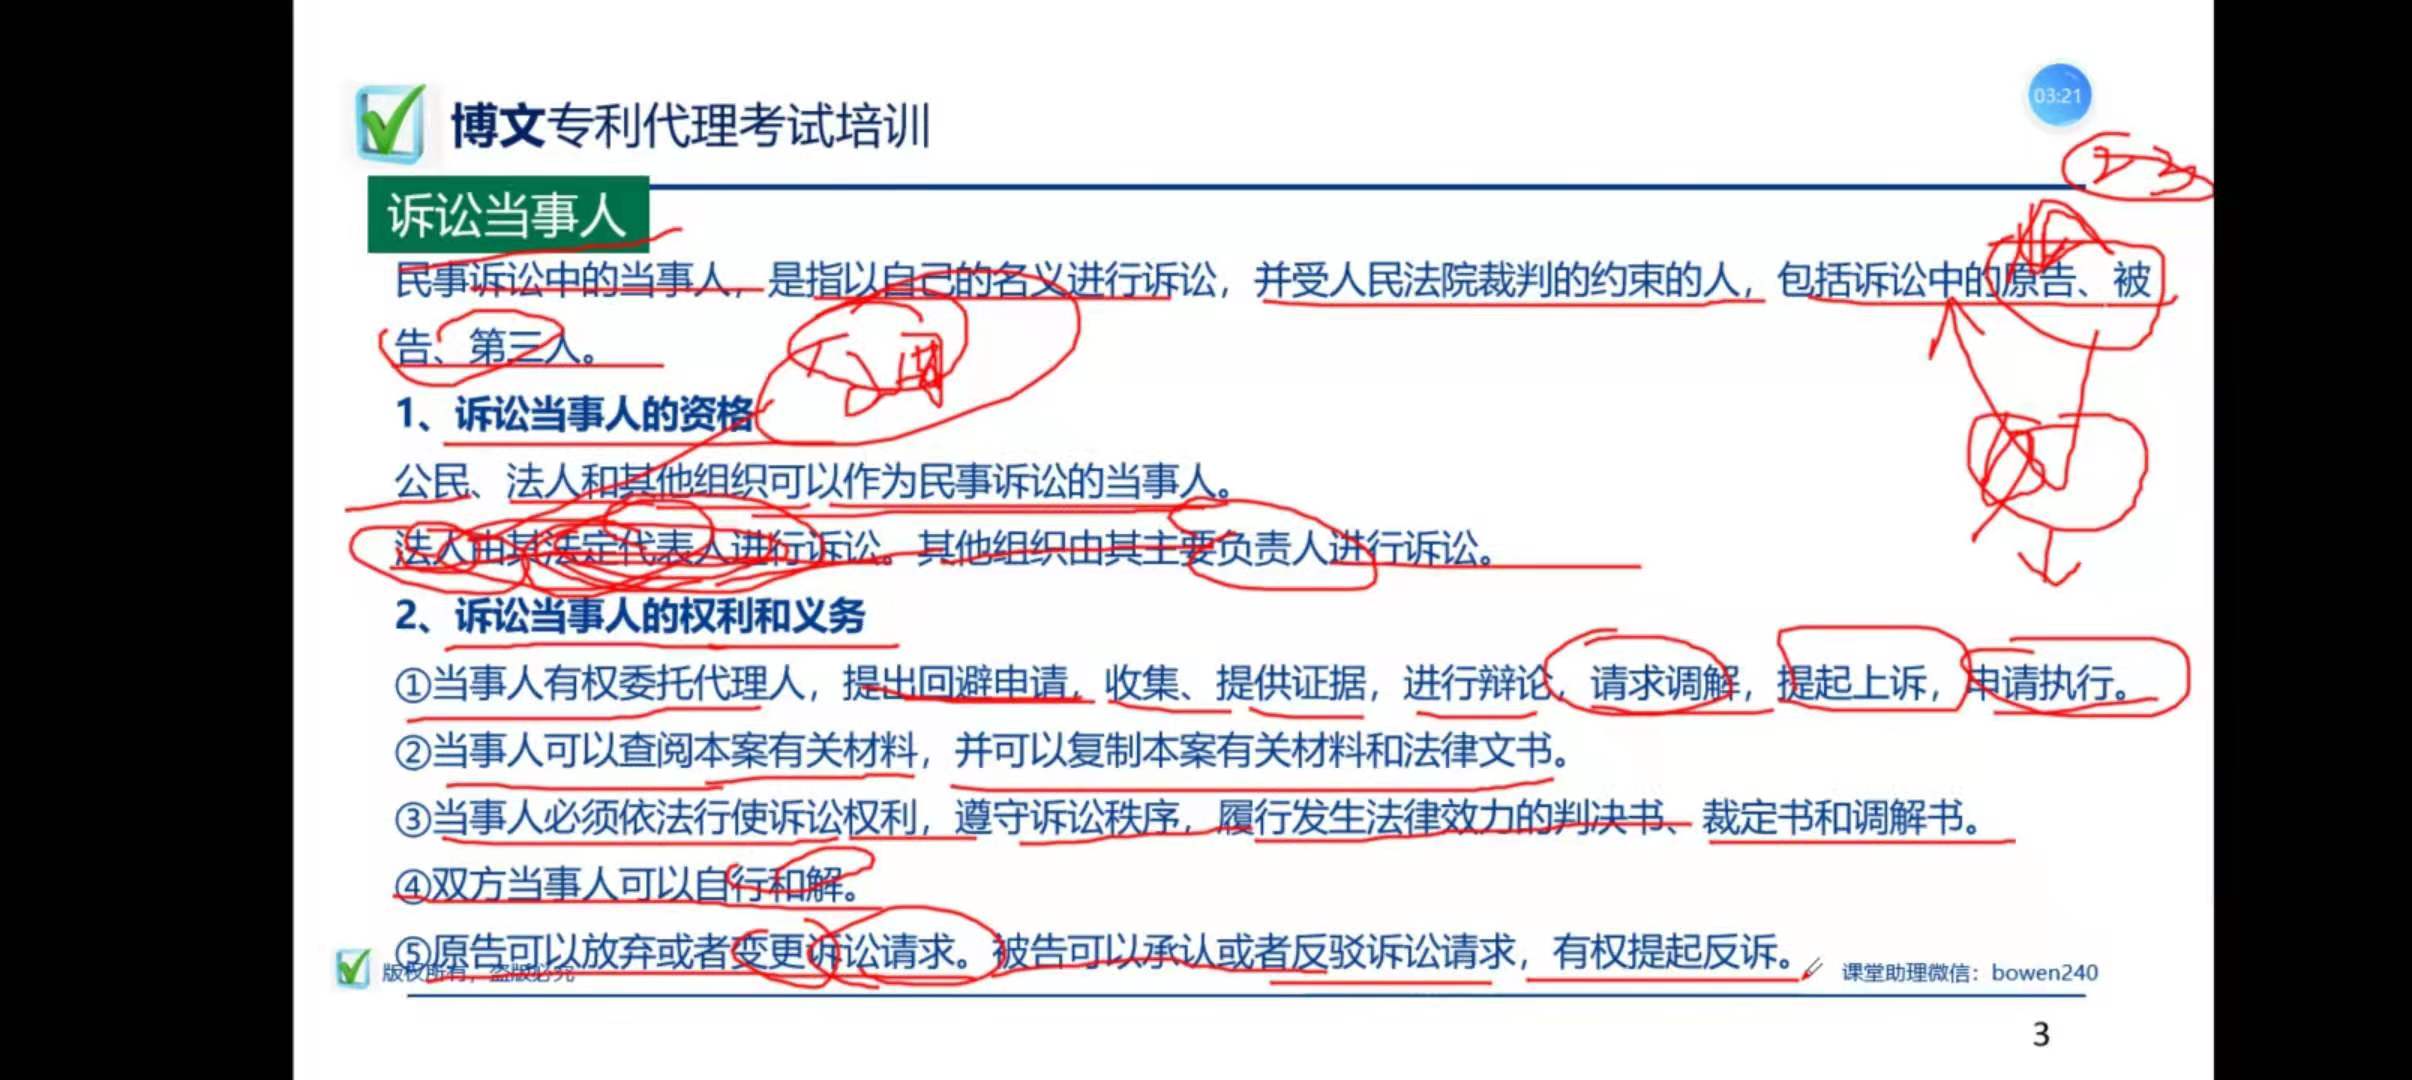 博文专利代理考试培训
03:21
诉讼当事人
民事诉讼中的当事人，是指以自己的名义进行诉讼，并受人民法院裁判的约束的人，包括诉讼中的原告、被
告、第三人。
1、诉讼当事人的资格
公民、法人和其他组织可以作为民事诉讼的当事人。
法人由其法定代表人进行诉讼。其他组织由其主要负责人进行诉讼。
2、诉讼当事人的权利和义务
①当事人有权委托代理人，提出回避申请，收集、提供证据，进行辩论，请求调解，提起上诉，申请执行。
②当事人可以查阅本案有关材料，并可以复制本案有关材料和法律文书。
③当事人必须依法行使诉讼权利，遵守诉讼秩序，履行发生法律效力的判决书、裁定书和调解书。
④双方当事人可以自行和解。
⑤原告可以放弃或者变更诉讼请求。被告可以承认或者反驳诉讼请求，有权提起反诉。
版权所有，盗版必究
课堂助理微信：bowen240
3